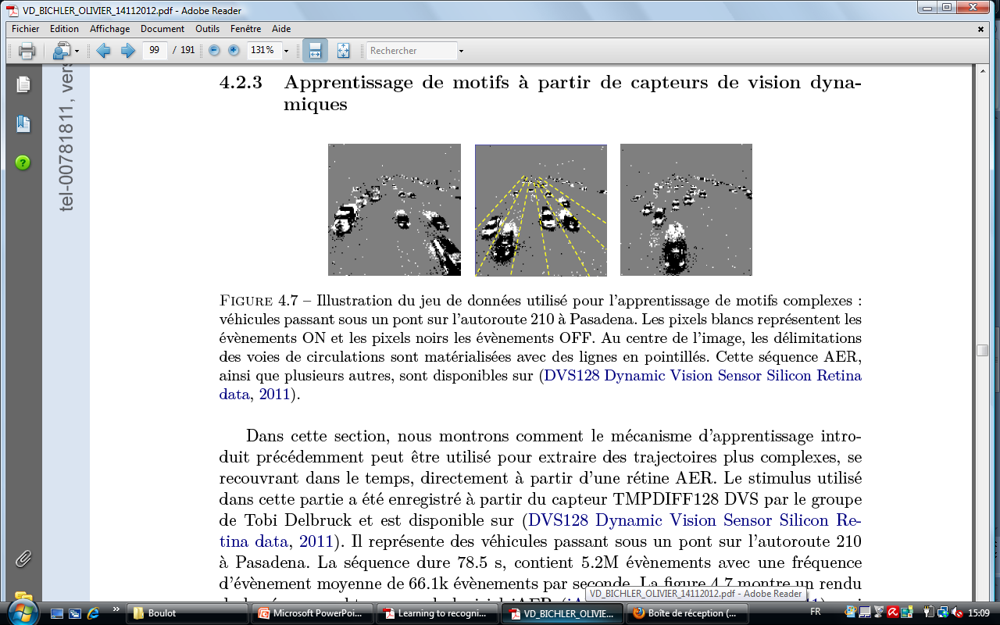 VD_BICHLER_OLIVIER_14112012.pdf - Adobe Reader
Fichier Edition Affichage Document Outils Fenêtre Aide
99 / 191 131% Rechercher
tel-00781811, vers
4.2.3 Apprentissage de motifs à partir de capteurs de vision dyna-
miques
FIGURE 4.7 – Illustration du jeu de données utilisé pour l'apprentissage de motifs complexes :
véhicules passant sous un pont sur l'autoroute 210 à Pasadena. Les pixels blancs représentent les
évènements ON et les pixels noirs les évènements OFF. Au centre de l'image, les délimitations
des voies de circulations sont matérialisées avec des lignes en pointillés. Cette séquence AER,
ainsi que plusieurs autres, sont disponibles sur (DVS128 Dynamic Vision Sensor Silicon Retina
data, 2011).
Dans cette section, nous montrons comment le mécanisme d'apprentissage intro-
duit précédemment peut être utilisé pour extraire des trajectoires plus complexes, se
recouvrant dans le temps, directement à partir d'une rétine AER. Le stimulus utilisé
dans cette partie a été enregistré à partir du capteur TMPDIFF128 DVS par le groupe
de Tobi Delbruck et est disponible sur (DVS128 Dynamic Vision Sensor Silicon Re-
tina data, 2011). Il représente des véhicules passant sous un pont sur l'autoroute 210
à Pasadena. La séquence dure 78.5 s, contient 5.2M évènements avec une fréquence
d'évènement moyenne de 66.1k évènements par seconde. La figure 4.7 montre un rendu
VD_BICHLER_OLIVIER_14112012.pdf - Adobe Reader
Boulot Microsoft PowerPoi... Learning to recogni... VD_BICHLER_OLIVIE... Boîte de réception (... FR 15:09